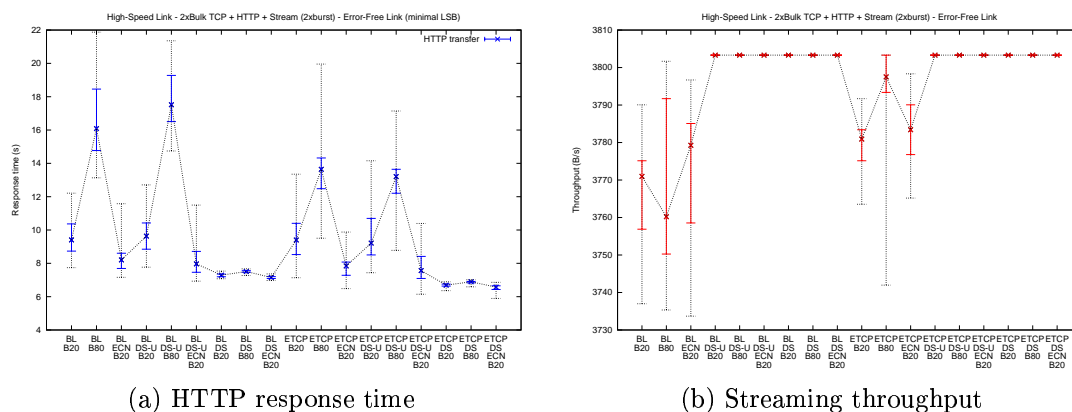 High-Speed Link - 2xBulk TCP + HTTP + Stream (2xburst) - Error-Free Link (minimal LSB)
HTTP transfer
Response time (s)
22
20
18
16
14
12
10
8
6
4
BL BL BL BL BL BL BL BL BL ETCP ETCP ETCP ETCP ETCP ETCP ETCP ETCP ETCP
B20 B80 ECN DS-U DS-U DS-U DS DS DS B20 B80 ECN DS-U DS-U DS-U DS DS DS
B20 B20 B80 ECN B20 B80 ECN B20 B20 B80 ECN B20 B80 ECN
B20 B20 B20 B20
(a) HTTP response time
High-Speed Link - 2xBulk TCP + HTTP + Stream (2xburst) - Error-Free Link
Throughput (B/s)
3810
3800
3790
3780
3770
3760
3750
3740
3730
BL BL BL BL BL BL BL BL BL ETCP ETCP ETCP ETCP ETCP ETCP ETCP ETCP ETCP
B20 B80 ECN DS-U DS-U DS-U DS DS DS B20 B80 ECN DS-U DS-U DS-U DS DS DS
B20 B20 B80 ECN B20 B80 ECN B20 B20 B80 ECN B20 B80 ECN
B20 B20 B20 B20
(b) Streaming throughput